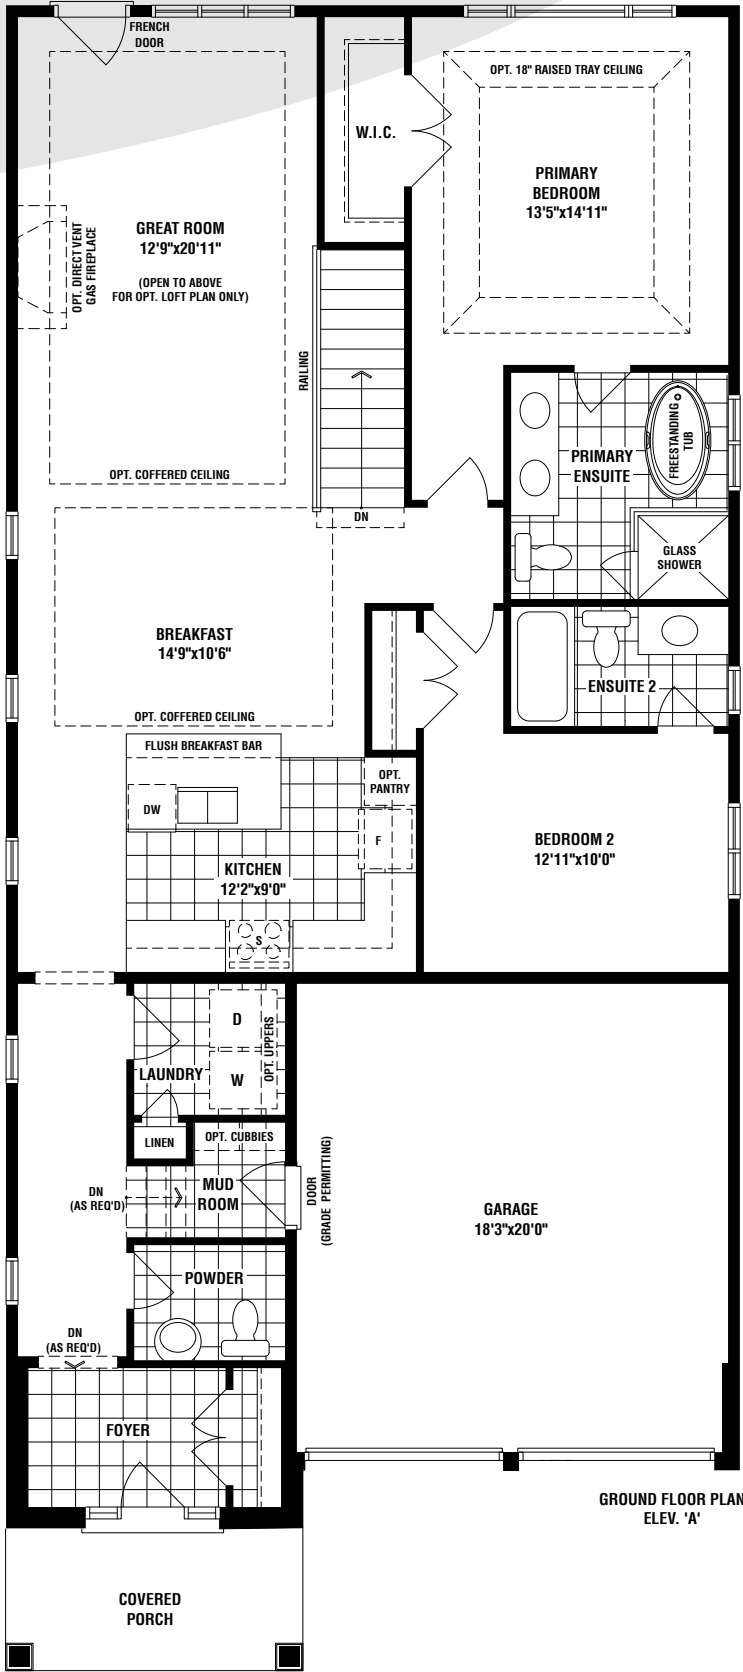 FRENCH
DOOR
OPT. 18" RAISED TRAY CEILING
W.I.C.
PRIMARY
BEDROOM
13'5"x14'11"
GREAT ROOM
12'9"x20'11"
(OPEN TO ABOVE
FOR OPT. LOFT PLAN ONLY)
OPT. DIRECT VENT
GAS FIREPLACE
RAILING
OPT. COFFERED CEILING
DN
PRIMARY
ENSUITE
FREESTANDING
TUB
GLASS
SHOWER
BREAKFAST
14'9"x10'6"
OPT. COFFERED CEILING
ENSUITE 2
FLUSH BREAKFAST BAR
OPT.
PANTRY
DW
F
KITCHEN
12'2"x9'0"
S
BEDROOM 2
12'11"x10'0"
D
OPT. UPPERS
LAUNDRY
W
LINEN
OPT. CUBBIES
MUD
ROOM
DN
(AS REQ'D)
DOOR
(GRADE PERMITTING)
GARAGE
18'3"x20'0"
POWDER
DN
(AS REQ'D)
FOYER
GROUND FLOOR PLAN
ELEV. 'A'
COVERED
PORCH